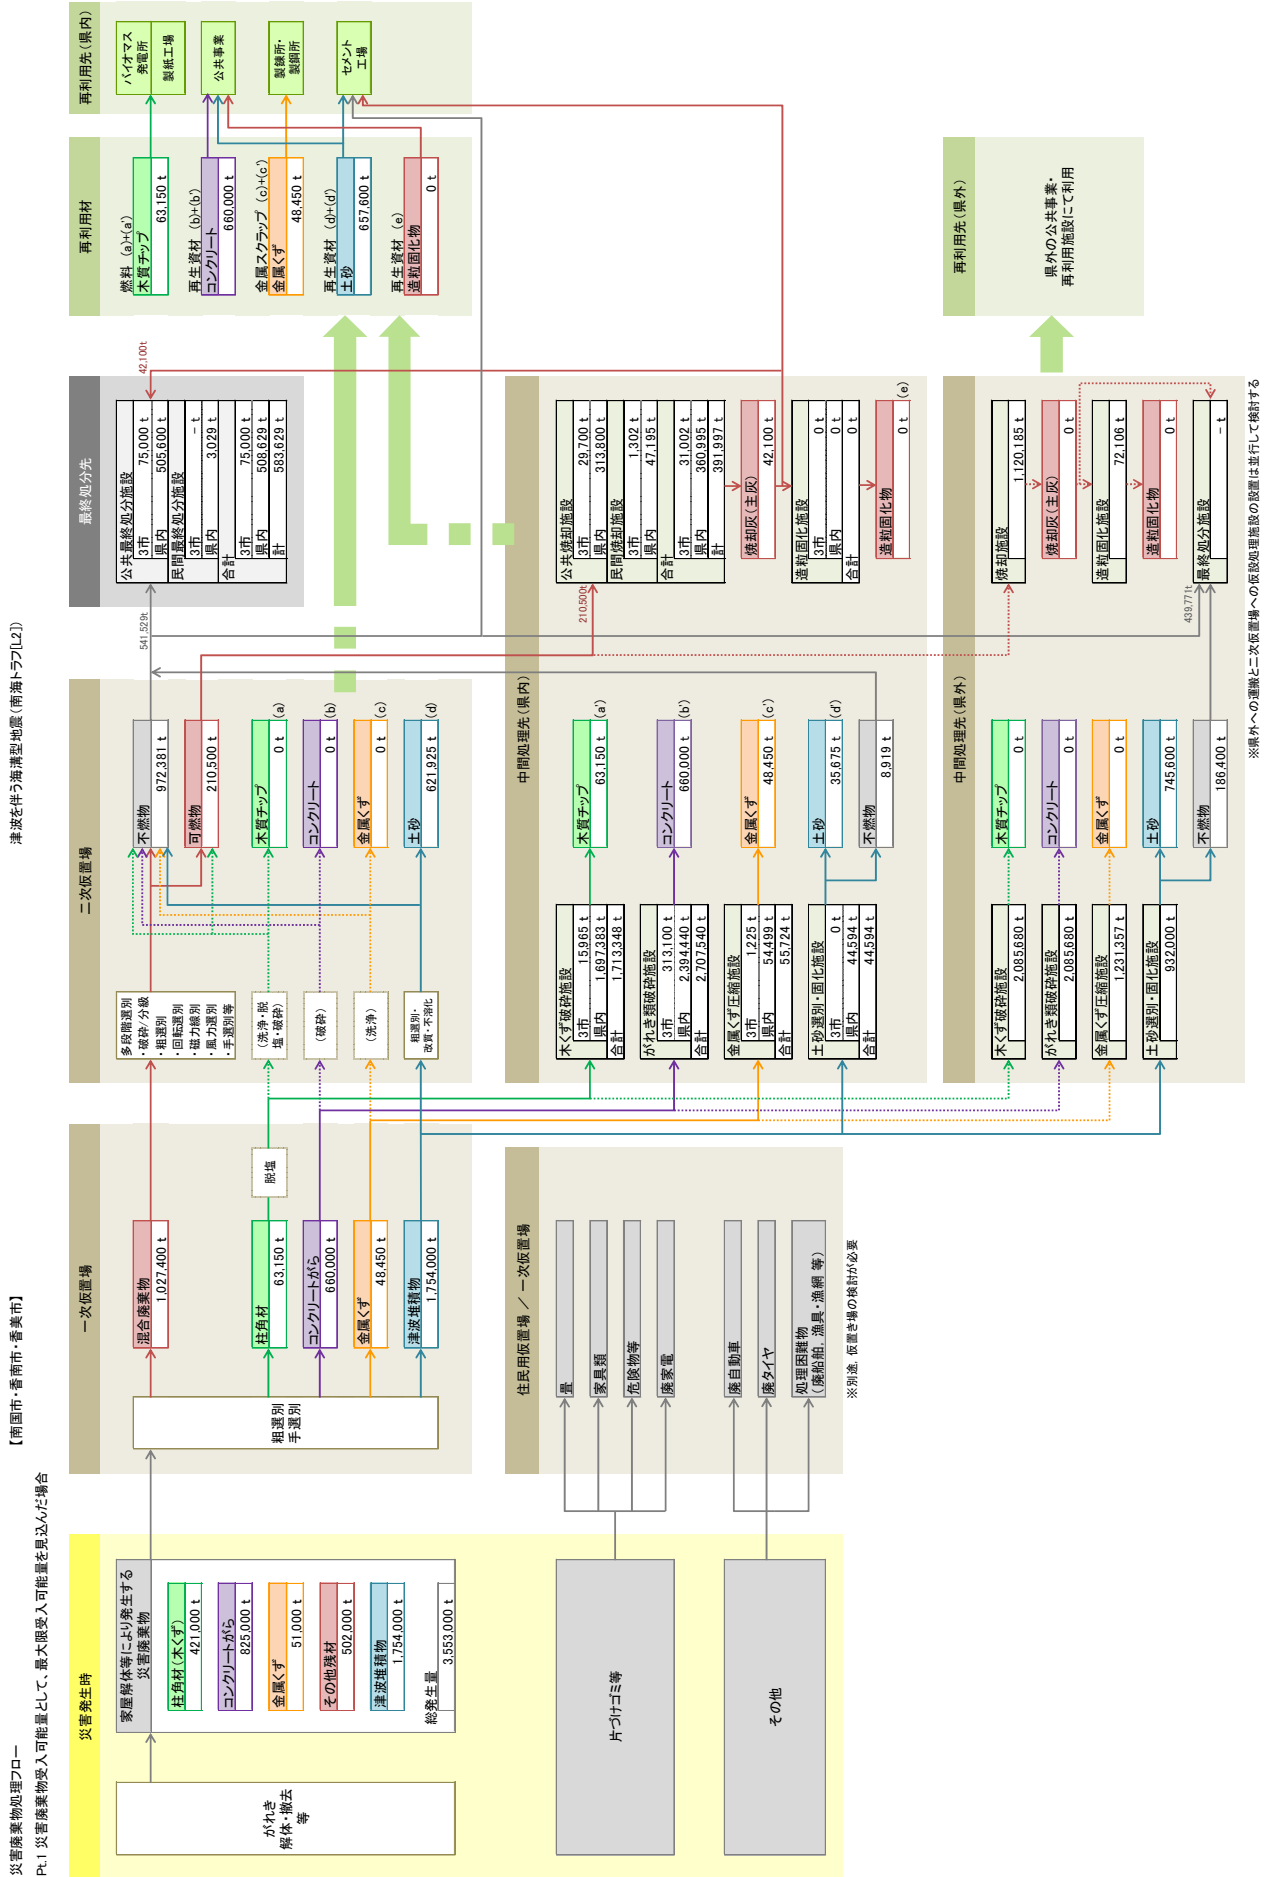 災害廃棄物処理フロー
【南国市・香南市・香美市】
津波を伴う海溝型地震(南海トラフ[L2])
Pt.1 災害廃棄物受入可能量として、最大限受入可能量を見込んだ場合
災害発生時
がれき
解体・撤去
等
家屋解体等により発生する
災害廃棄物
柱角材(木くず)
421,000 t
コンクリートがら
825,000 t
金属くず
51,000 t
その他残材
502,000 t
津波堆積物
1,754,000 t
総発生量
3,553,000 t
片づけゴミ等
その他
一次仮置場
粗選別
手選別
混合廃棄物
1,027,400 t
柱角材
63,150 t
コンクリートがら
660,000 t
金属くず
48,450 t
津波堆積物
1,754,000 t
脱塩
住民用仮置場 / 一次仮置場
畳
家具類
危険物等
廃家電
廃自動車
廃タイヤ
処理困難物
(廃船舶, 漁具・漁網 等)
※別途, 仮置き場の検討が必要
二次仮置場
多段階選別
・破砕/分級
・粗選別
・回転選別
・磁力線別
・風力選別
・手選別等
(洗浄・脱
塩・破砕)
(破砕)
(洗浄)
粗選別・
改質・不溶化
不燃物
972,381 t
可燃物
210,500 t
木質チップ
0 t
(a)
コンクリート
0 t
(b)
金属くず
0 t
(c)
土砂
621,925 t
(d)
中間処理先(県内)
木くず破砕施設
3市 15,965 t
県内 1,697,383 t
合計 1,713,348 t
がれき類破砕施設
3市 313,100 t
県内 2,394,440 t
合計 2,707,540 t
金属くず圧縮施設
3市 1,225 t
県内 54,499 t
合計 55,724 t
土砂選別・固化施設
3市 0 t
県内 44,594 t
合計 44,594 t
木質チップ
63,150 t
(a')
コンクリート
660,000 t
(b')
金属くず
48,450 t
(c')
土砂
35,675 t
(d')
不燃物
8,919 t
210,500t
公共焼却施設
3市 29,700 t
県内 313,800 t
民間焼却施設
3市 1,302 t
県内 47,195 t
合計
3市 31,002 t
県内 360,995 t
計 391,997 t
焼却灰(主灰)
42,100 t
造粒固化施設
3市 0 t
県内 0 t
合計 0 t
造粒固化物
0 t
(e)
中間処理先(県外)
木くず破砕施設
2,085,680 t
がれき類破砕施設
2,085,680 t
金属くず圧縮施設
1,231,357 t
土砂選別・固化施設
932,000 t
木質チップ
0 t
コンクリート
0 t
金属くず
0 t
土砂
745,600 t
不燃物
186,400 t
439,771t
焼却施設
1,120,185 t
焼却灰(主灰)
0 t
造粒固化施設
72,106 t
造粒固化物
0 t
最終処分施設
- t
※県外への運搬と二次仮置場への仮設処理施設の設置は並行して検討する
最終処分先
541,529t
公共最終処分施設
3市 75,000 t
県内 505,600 t
民間最終処分施設
3市 - t
県内 3,029 t
合計
3市 75,000 t
県内 508,629 t
計 583,629 t
42,100t
再利用材
燃料 (a)+(a')
木質チップ
63,150 t
再生資材 (b)+(b')
コンクリート
660,000 t
金属スクラップ (c)+(c')
金属くず
48,450 t
再生資材 (d)+(d')
土砂
657,600 t
再生資材 (e)
造粒固化物
0 t
再利用先(県内)
バイオマス
発電所
製紙工場
公共事業
製錬所・
製鋼所
セメント
工場
再利用先(県外)
県外の公共事業・
再利用施設にて利用